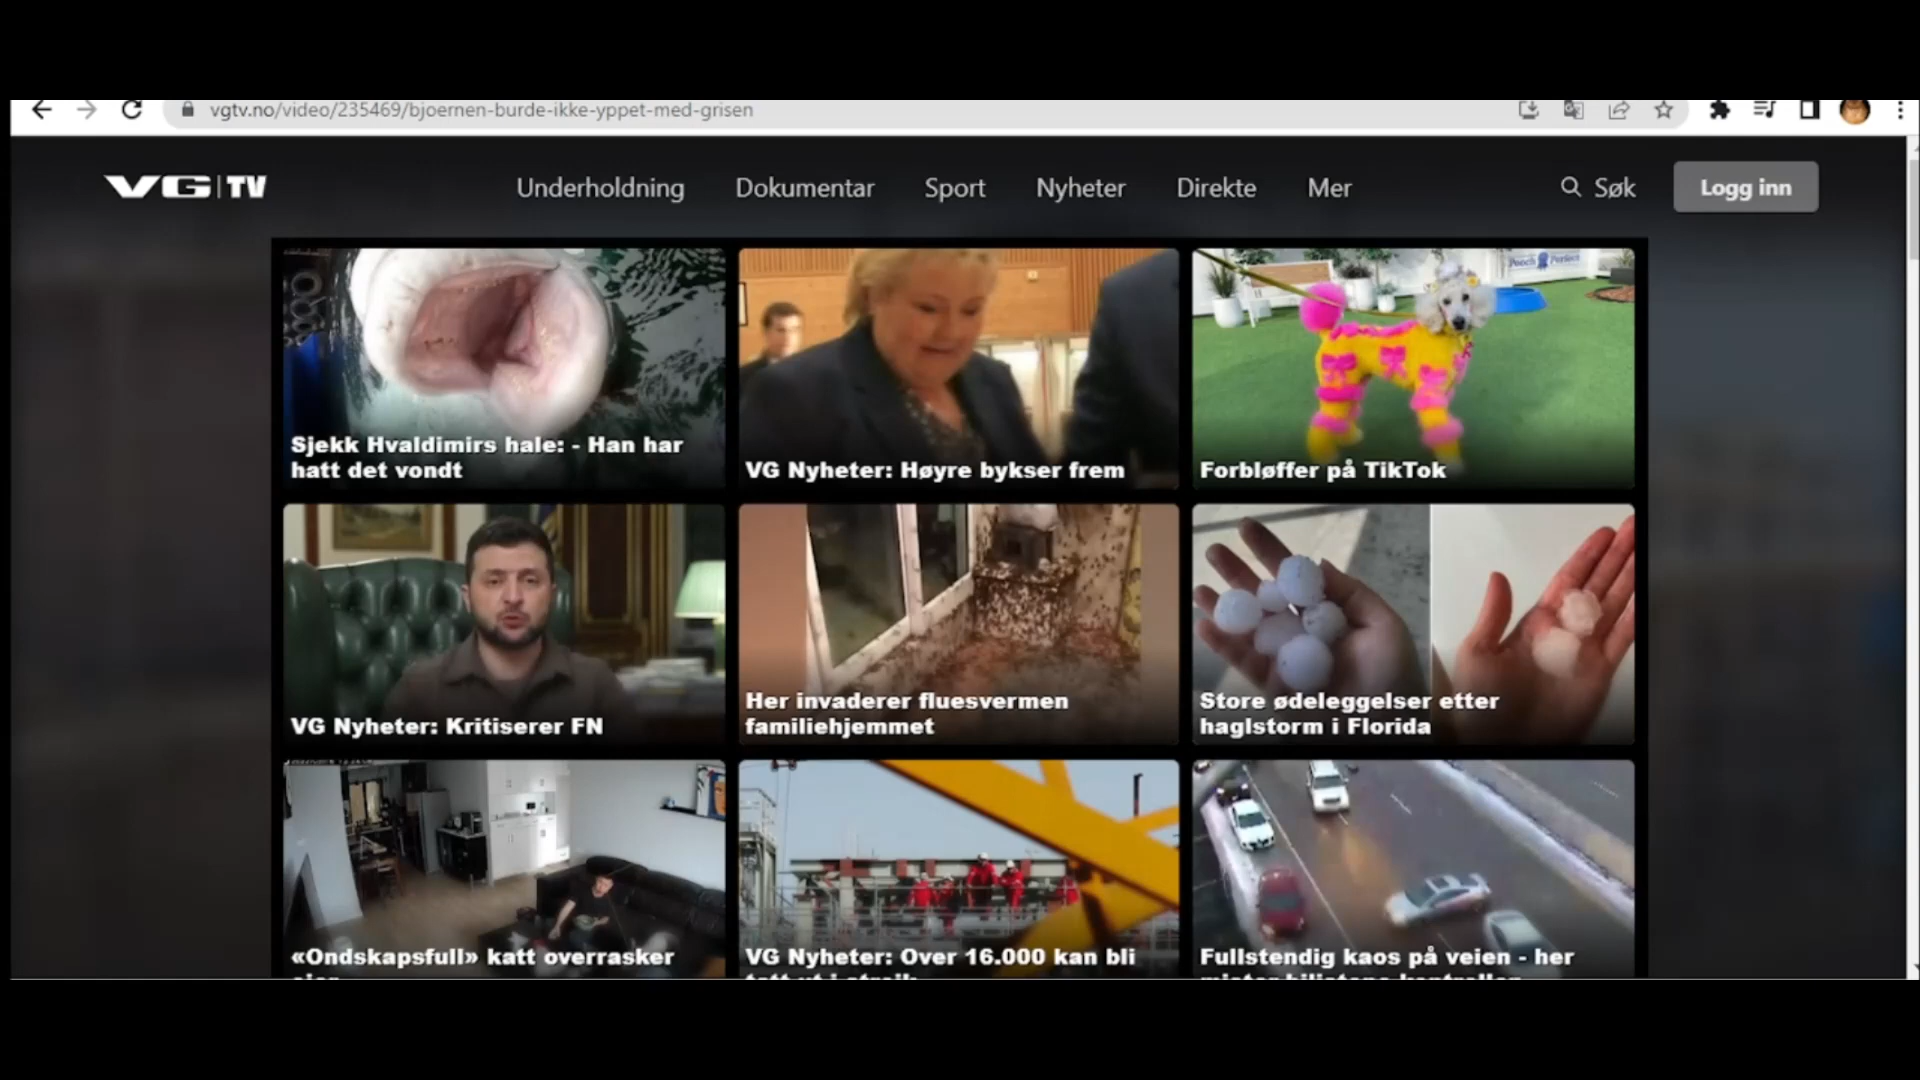 vgtv.no/video/235469/bjoernen-burde-ikke-yppet-med-grisen
VG|TV
Underholdning Dokumentar Sport Nyheter Direkte Mer Søk Logg inn
Pooch Perfect
Sjekk Hvaldimirs hale: - Han har
hatt det vondt
VG Nyheter: Høyre bykser frem
Forbløffer på TikTok
VG Nyheter: Kritiserer FN
Her invaderer fluesvermen
familiehjemmet
Store ødeleggelser etter
haglstorm i Florida
«Ondskapsfull» katt overrasker
VG Nyheter: Over 16.000 kan bli
Fullstendig kaos på veien - her